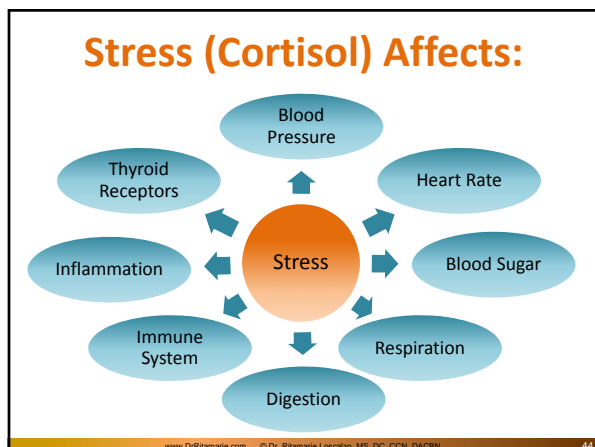 Stress (Cortisol) Affects:
Blood
Pressure
Thyroid
Receptors
Heart Rate
Stress
Inflammation
Blood Sugar
Immune
System
Respiration
Digestion
www.DrRitamarie.com © Dr. Ritamarie Loscalzo, MS, DC, CCN, DACBN
44